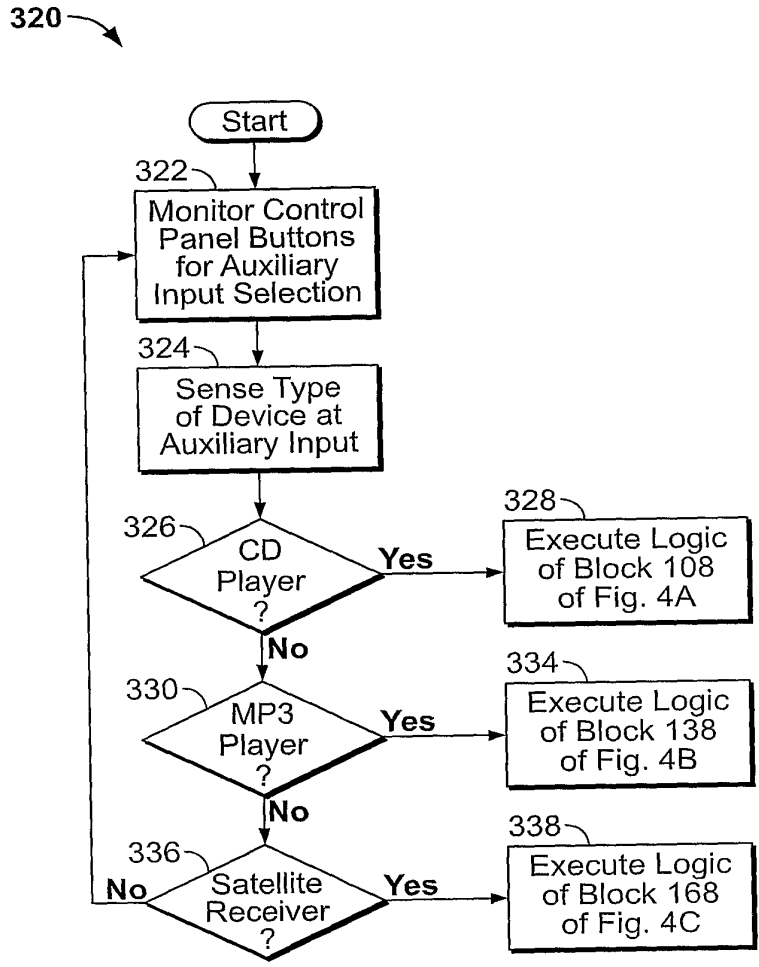 320
Start
322
Monitor Control
Panel Buttons
for Auxiliary
Input Selection
324
Sense Type
of Device at
Auxiliary Input
326
CD
Player
?
Yes
328
Execute Logic
of Block 108
of Fig. 4A
No
330
MP3
Player
?
Yes
334
Execute Logic
of Block 138
of Fig. 4B
No
336
Satellite
Receiver
?
No
Yes
338
Execute Logic
of Block 168
of Fig. 4C